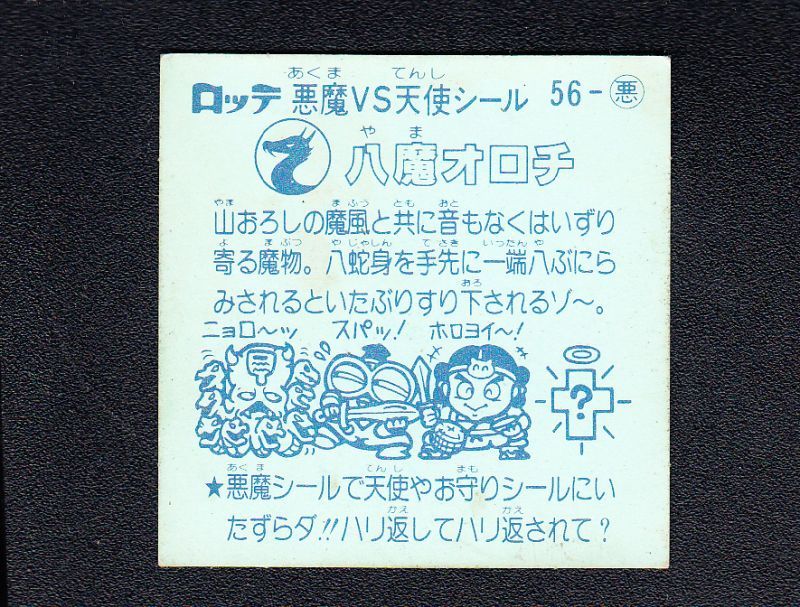 あくま てんし
ロッテ 悪魔VS天使シール 56-悪
やま
八魔オロチ
やま まふう とも おと
山おろしの魔風と共に音もなくはいずり
よ まぶつ やじゃしん てさき いったんや
寄る魔物。八蛇身を手先に一端八ぶにら
おろ
みされるといたぶりすり下されるゾ〜。
ニョロ〜ッ スパッ! ホロヨイ〜!
?
あくま てんし まも
★悪魔シールで天使やお守りシールにい
かえ かえ
たずらダ!!ハリ返してハリ返されて?